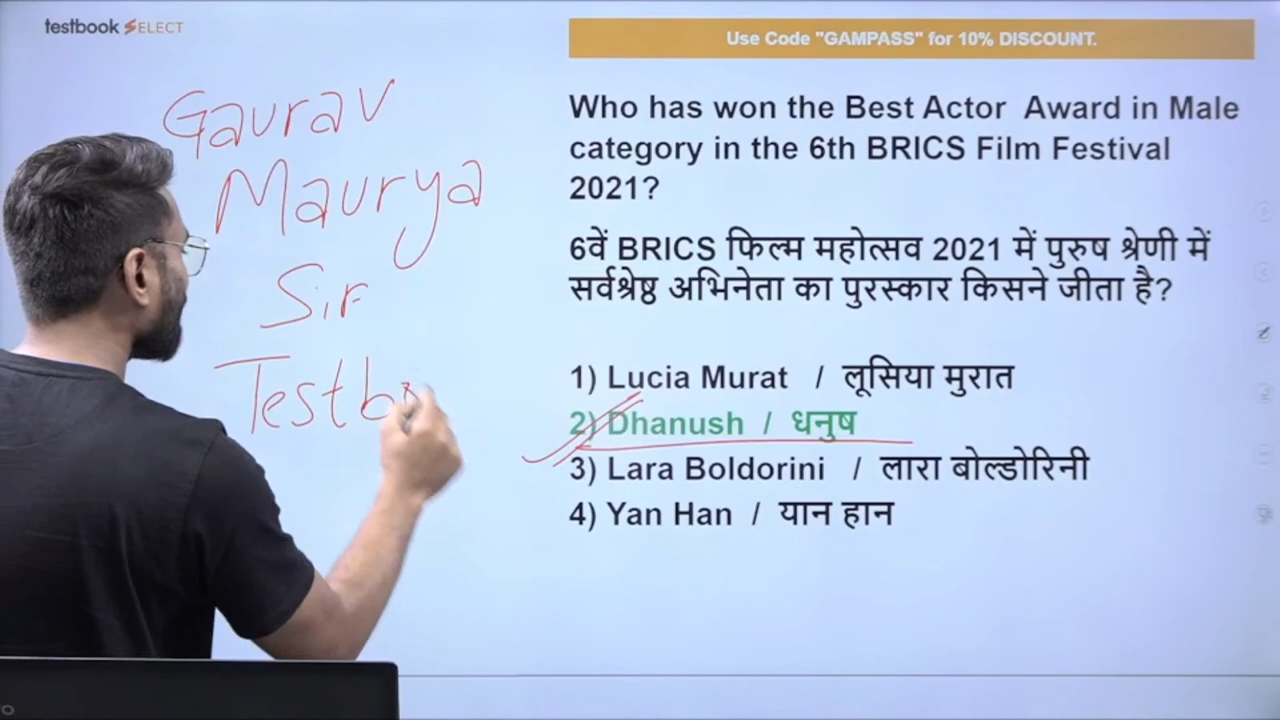 testbook SELECT
Use Code "GAMPASS" for 10% DISCOUNT.
Gaurav
Maurya
Sir
Testbo
Who has won the Best Actor Award in Male
category in the 6th BRICS Film Festival
2021?
6वें BRICS फिल्म महोत्सव 2021 में पुरुष श्रेणी में
सर्वश्रेष्ठ अभिनेता का पुरस्कार किसने जीता है?
1) Lucia Murat / लूसिया मुरात
2) Dhanush / धनुष
3) Lara Boldorini / लारा बोल्डोरिनी
4) Yan Han / यान हान